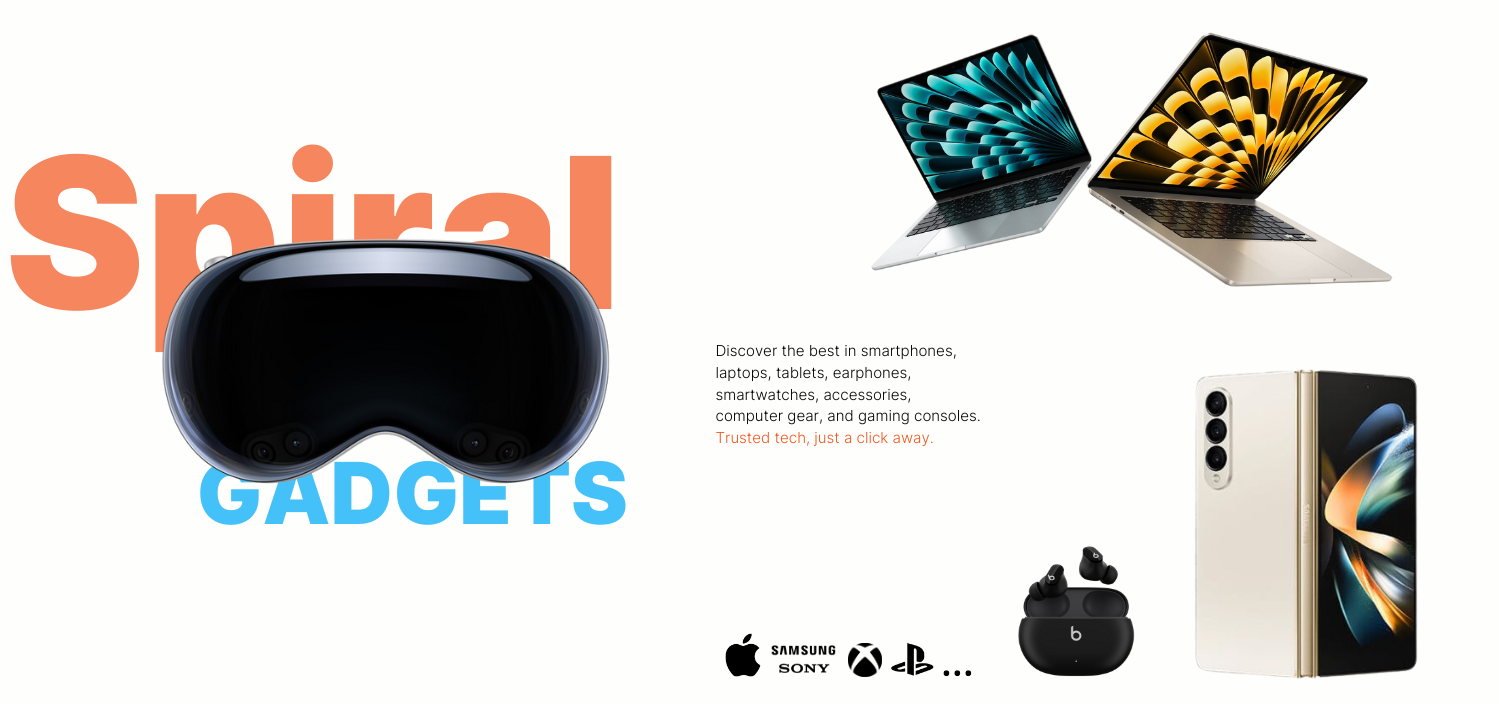 Spiral
GADGETS
Discover the best in smartphones,
laptops, tablets, earphones,
smartwatches, accessories,
computer gear, and gaming consoles.
Trusted tech, just a click away.
SAMSUNG
SONY
...
SAMSUNG